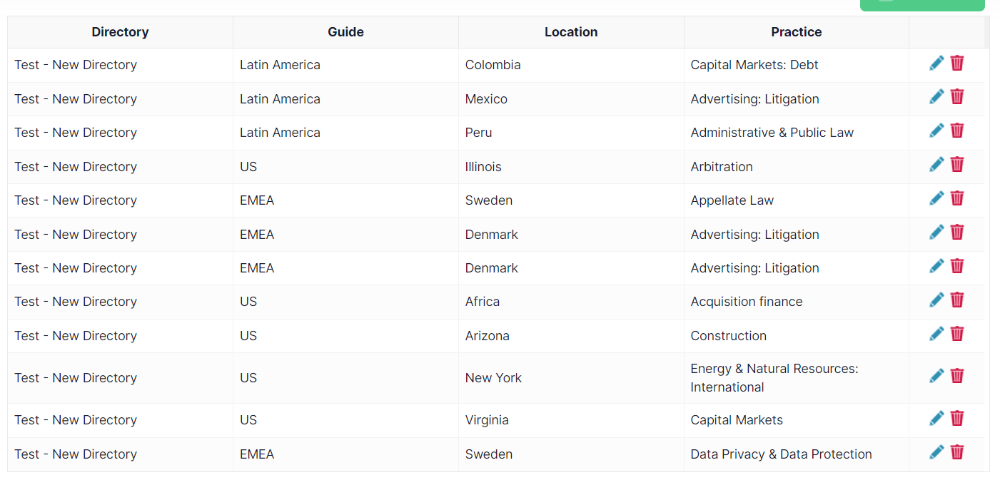 Directory Guide Location Practice
Test - New Directory Latin America Colombia Capital Markets: Debt
Test - New Directory Latin America Mexico Advertising: Litigation
Test - New Directory Latin America Peru Administrative & Public Law
Test - New Directory US Illinois Arbitration
Test - New Directory EMEA Sweden Appellate Law
Test - New Directory EMEA Denmark Advertising: Litigation
Test - New Directory EMEA Denmark Advertising: Litigation
Test - New Directory US Africa Acquisition finance
Test - New Directory US Arizona Construction
Test - New Directory US New York Energy & Natural Resources:
International
Test - New Directory US Virginia Capital Markets
Test - New Directory EMEA Sweden Data Privacy & Data Protection